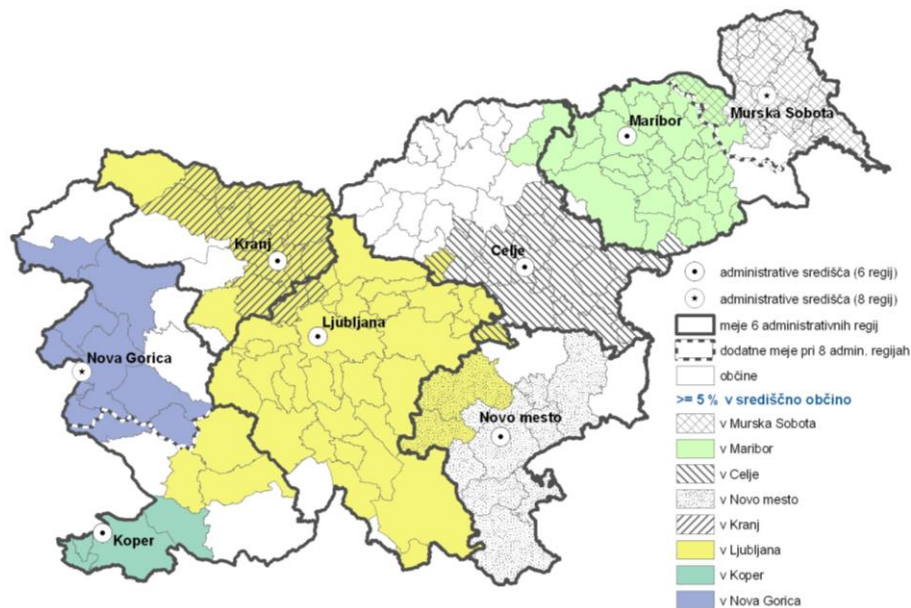 Murska Sobota
Maribor
Kranj
Celje
Ljubljana
Nova Gorica
Novo mesto
Koper
administrative središča (6 regij)
administrative središča (8 regij)
meje 6 administrativnih regij
dodatne meje pri 8 admin. regijah
občine
>= 5 % v središčno občino
v Murska Sobota
v Maribor
v Celje
v Novo mesto
v Kranj
v Ljubljana
v Koper
v Nova Gorica